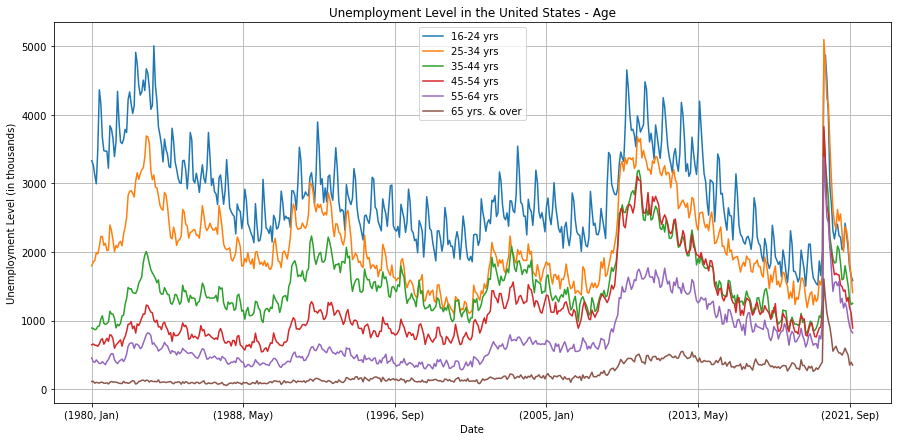 Unemployment Level in the United States - Age
16-24 yrs
25-34 yrs
35-44 yrs
45-54 yrs
55-64 yrs
65 yrs. & over
Unemployment Level (in thousands)
5000
4000
3000
2000
1000
0
(1980, Jan)
(1988, May)
(1996, Sep)
(2005, Jan)
(2013, May)
(2021, Sep)
Date